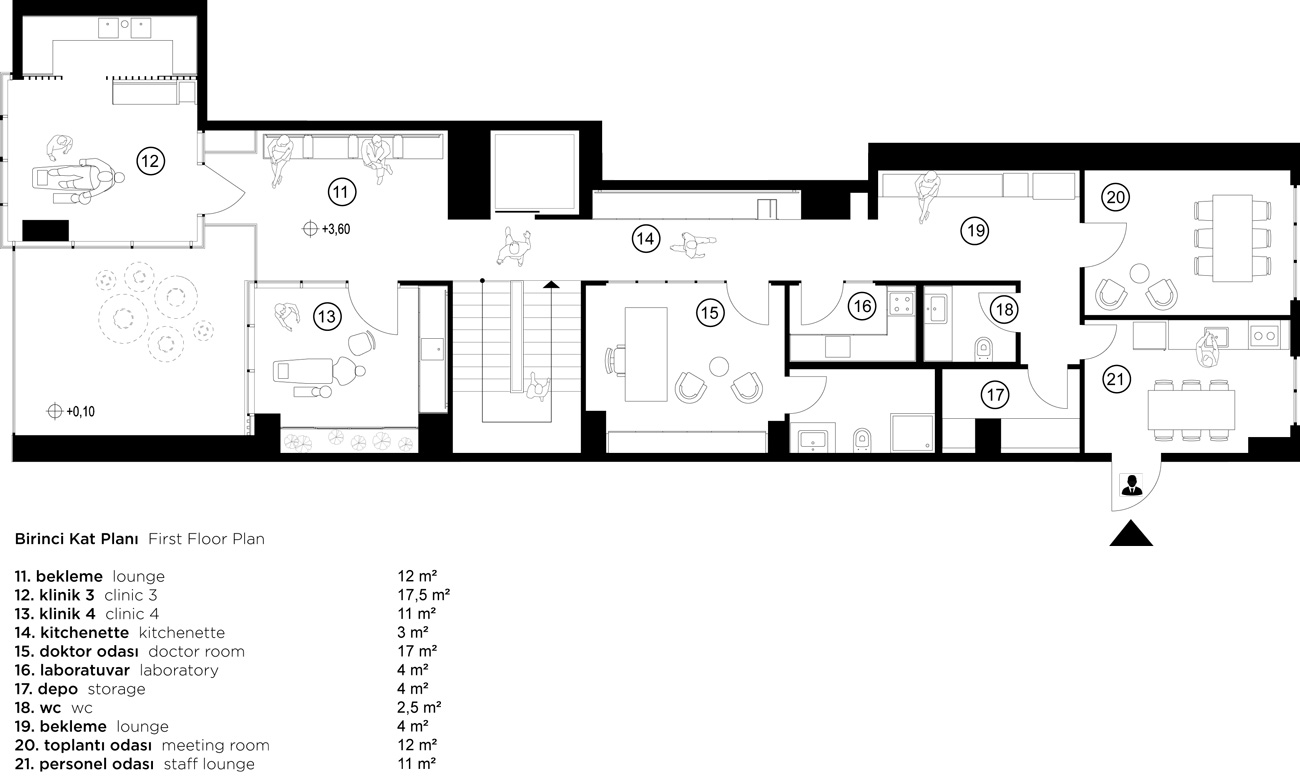 12
11
+3,60
14
19
20
13
15
16
18
21
17
+0,10
Birinci Kat Planı First Floor Plan
11. bekleme lounge 12 m²
12. klinik 3 clinic 3 17,5 m²
13. klinik 4 clinic 4 11 m²
14. kitchenette kitchenette 3 m²
15. doktor odası doctor room 17 m²
16. laboratuvar laboratory 4 m²
17. depo storage 4 m²
18. wc wc 2,5 m²
19. bekleme lounge 4 m²
20. toplantı odası meeting room 12 m²
21. personel odası staff lounge 11 m²